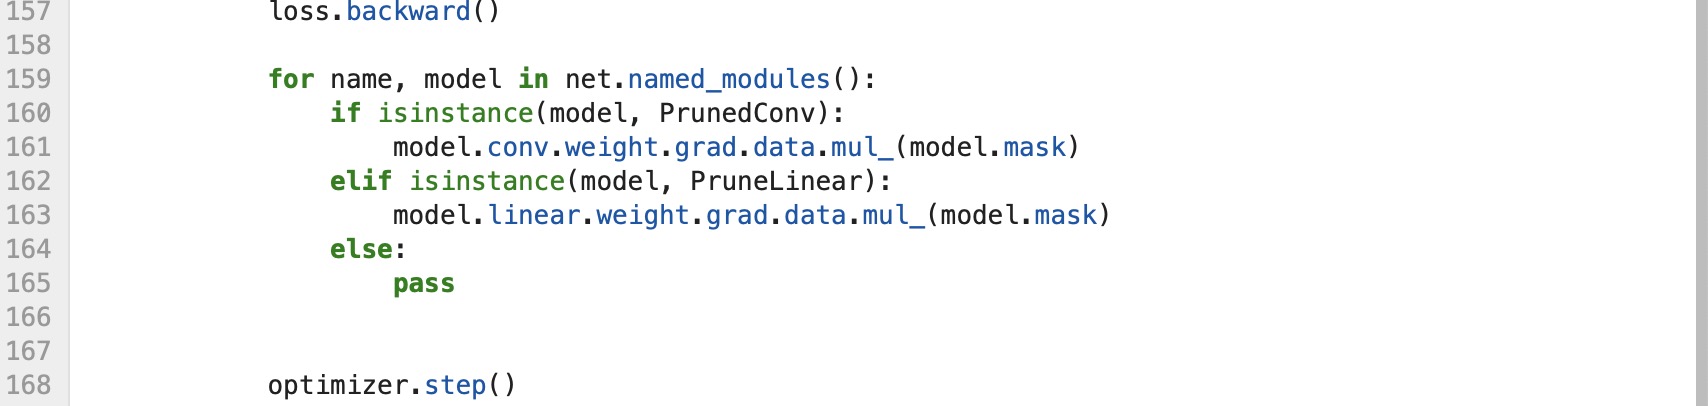 157 loss.backward()
158
159 for name, model in net.named_modules():
160 if isinstance(model, PrunedConv):
161 model.conv.weight.grad.data.mul_(model.mask)
162 elif isinstance(model, PruneLinear):
163 model.linear.weight.grad.data.mul_(model.mask)
164 else:
165 pass
166
167
168 optimizer.step()